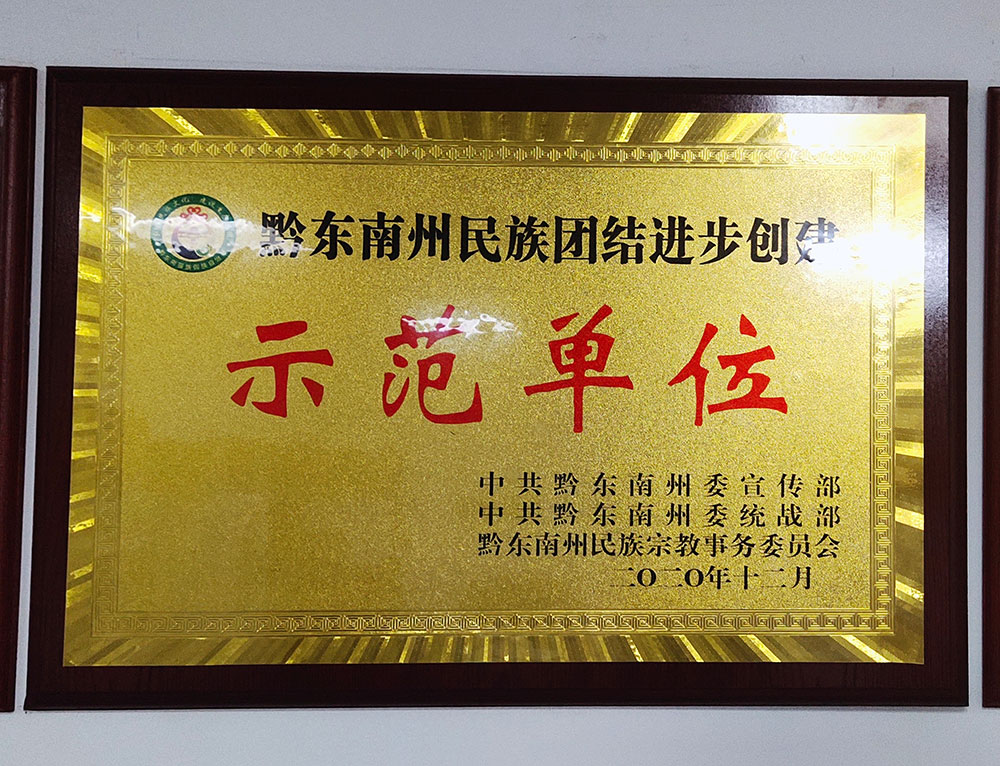 黔东南州民族团结进步创建
示范单位
中共黔东南州委宣传部
中共黔东南州委统战部
黔东南州民族宗教事务委员会
二〇二〇年十二月